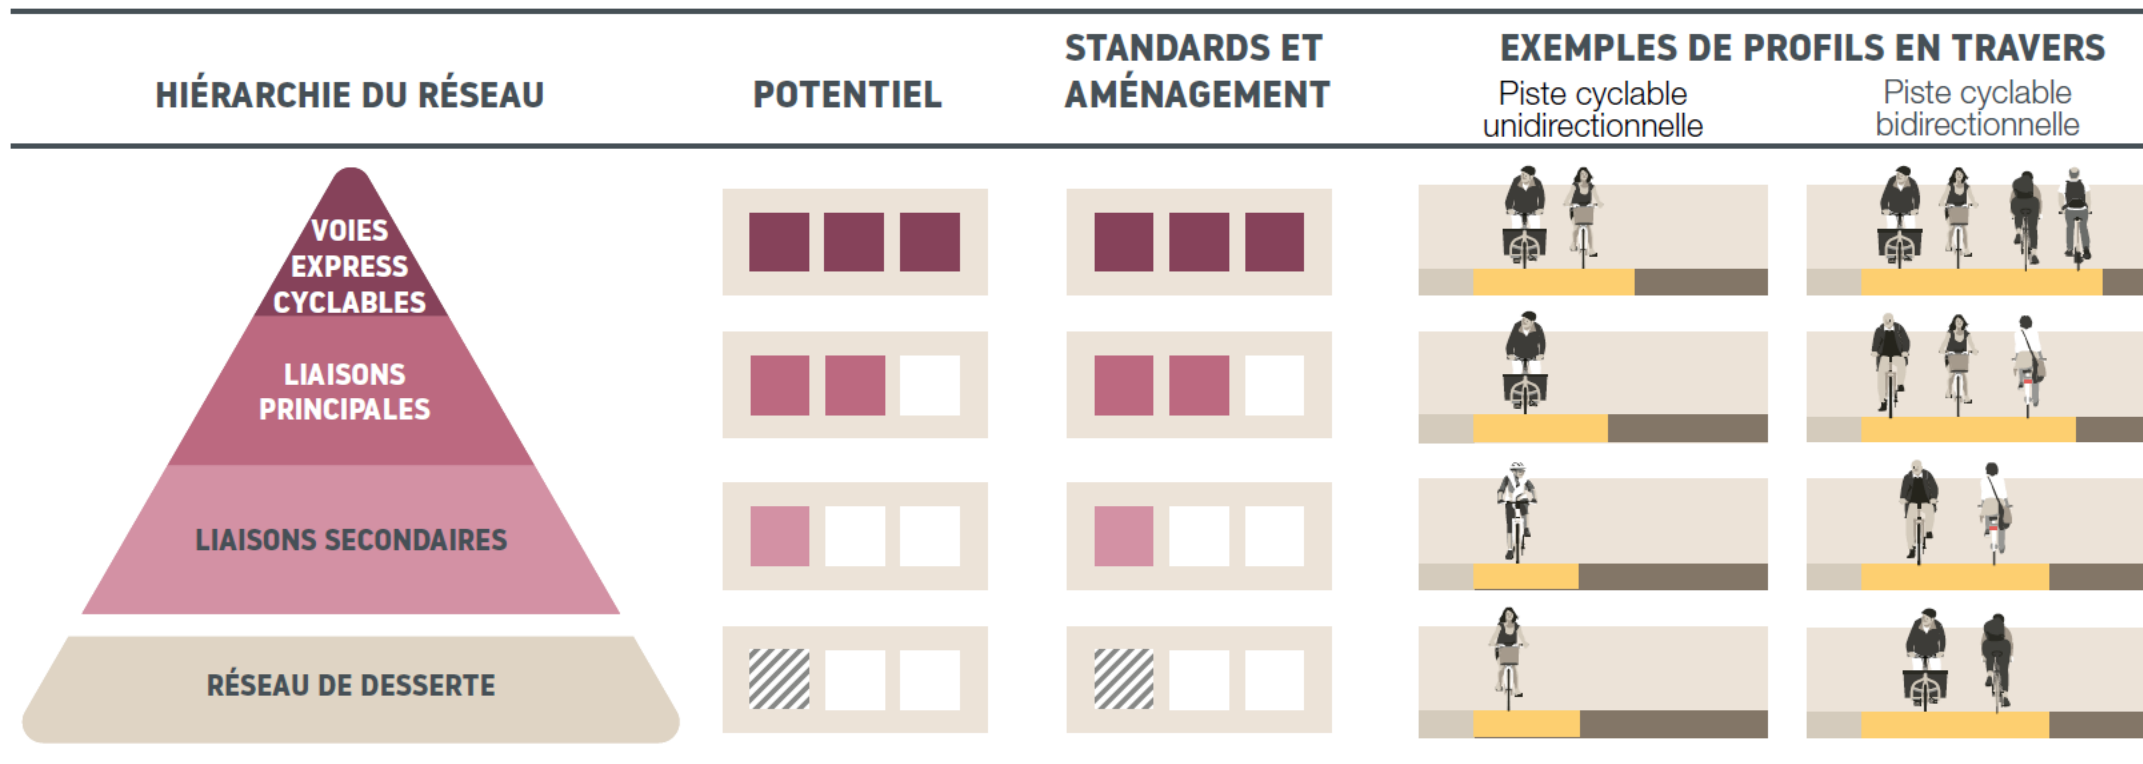 HIÉRARCHIE DU RÉSEAU
POTENTIEL
STANDARDS ET
AMÉNAGEMENT
EXEMPLES DE PROFILS EN TRAVERS
Piste cyclable
unidirectionnelle
Piste cyclable
bidirectionnelle
VOIES
EXPRESS
CYCLABLES
LIAISONS
PRINCIPALES
LIAISONS SECONDAIRES
RÉSEAU DE DESSERTE